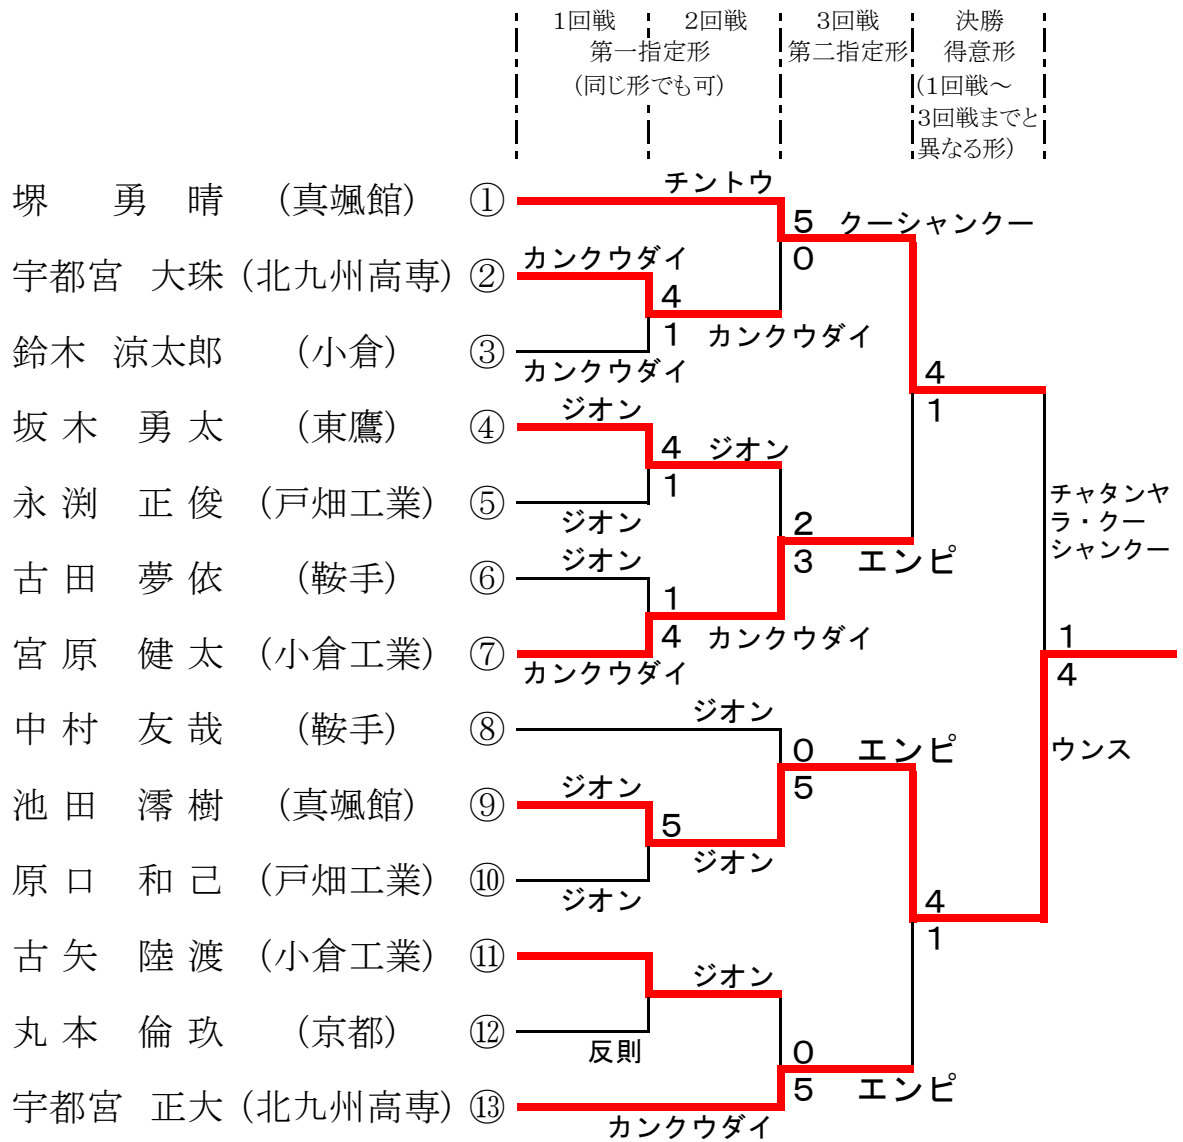 1回戦 2回戦 3回戦 決勝
第一指定形 第二指定形 得意形
(同じ形でも可) (1回戦～
3回戦までと
異なる形)
チントウ
堺 勇晴 (真颯館) ①
5 クーシャンクー
0
カンクウダイ
宇都宮 大珠 (北九州高専) ②
4
1 カンクウダイ
鈴木 涼太郎 (小倉) ③
カンクウダイ
4
1
ジオン
坂木 勇太 (東鷹) ④
4 ジオン
1
永渕 正俊 (戸畑工業) ⑤
ジオン
チャタンヤ
ラ・クー
シャンクー
2
3 エンピ
ジオン
古田 夢依 (鞍手) ⑥
1
4 カンクウダイ
宮原 健太 (小倉工業) ⑦
カンクウダイ
1
4
ジオン
中村 友哉 (鞍手) ⑧
0 エンピ
5
ウンス
ジオン
池田 澪樹 (真颯館) ⑨
5
ジオン
原口 和己 (戸畑工業) ⑩
ジオン
4
1
古矢 陸渡 (小倉工業) ⑪
ジオン
丸本 倫玖 (京都) ⑫
反則
0
5 エンピ
宇都宮 正大 (北九州高専) ⑬
カンクウダイ